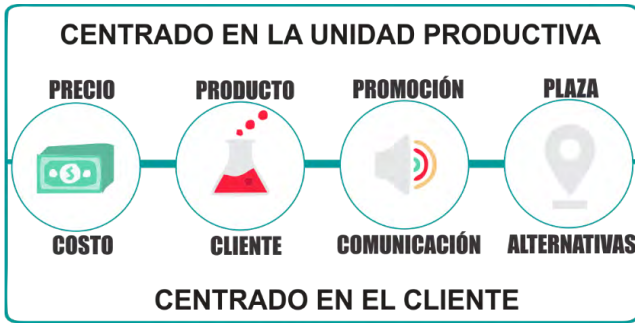 CENTRADO EN LA UNIDAD PRODUCTIVA
PRECIO PRODUCTO PROMOCIÓN PLAZA
$
COSTO CLIENTE COMUNICACIÓN ALTERNATIVAS
CENTRADO EN EL CLIENTE